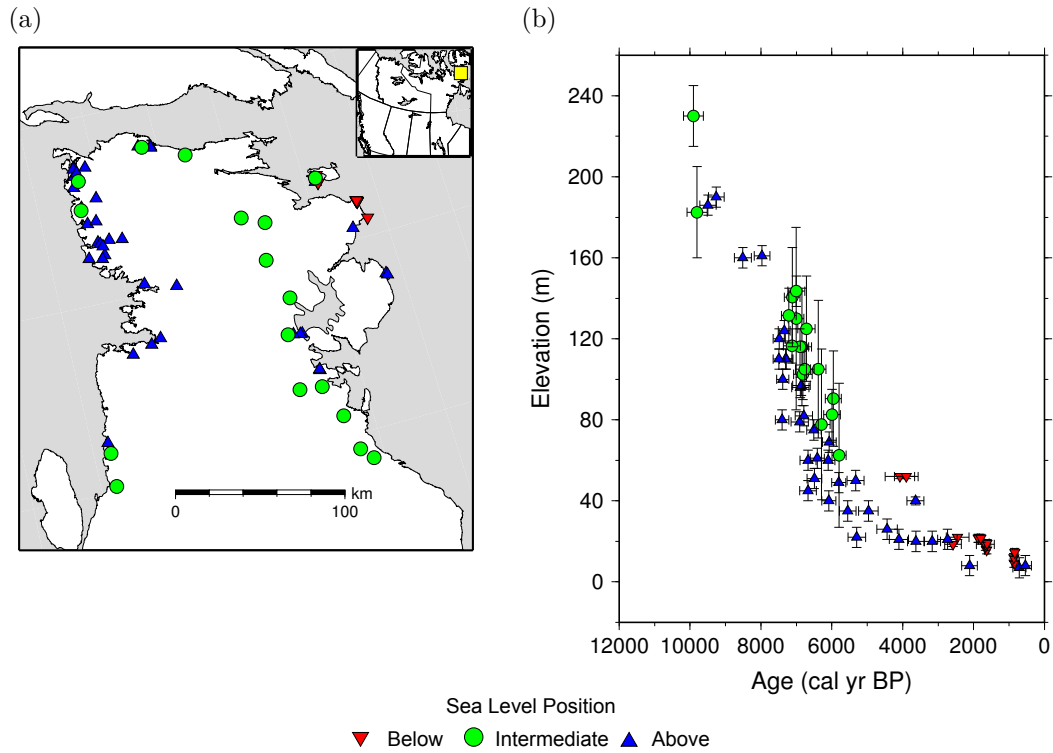 (a)
(b)
km
0
100
240
200
160
120
80
40
0
Elevation (m)
12000 10000 8000 6000 4000 2000 0
Age (cal yr BP)
Sea Level Position
Below Intermediate Above